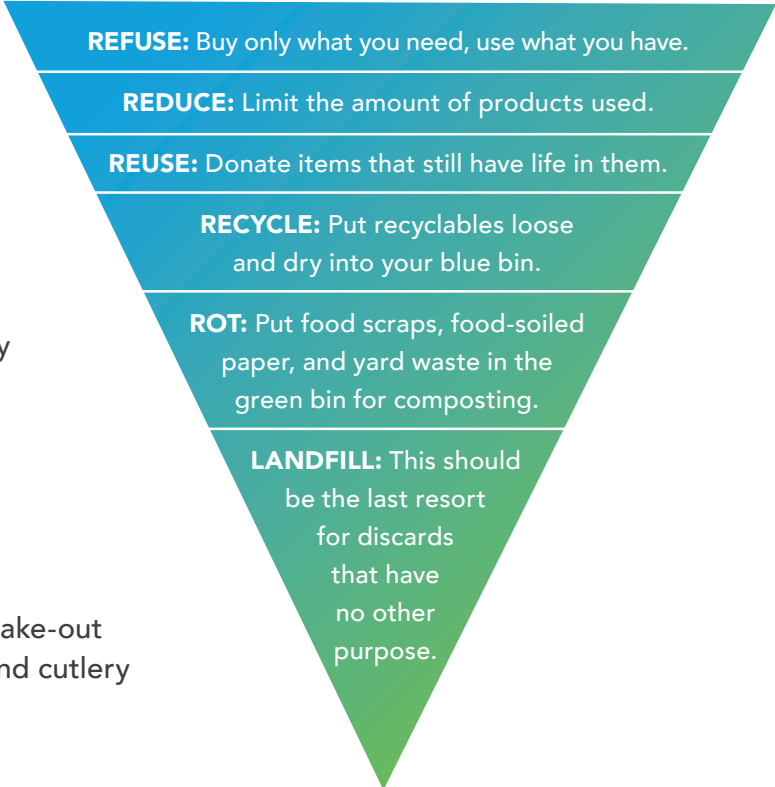 REFUSE: Buy only what you need, use what you have.
REDUCE: Limit the amount of products used.
REUSE: Donate items that still have life in them.
RECYCLE: Put recyclables loose
and dry into your blue bin.
ROT: Put food scraps, food-soiled
paper, and yard waste in the
green bin for composting.
LANDFILL: This should
be the last resort
for discards
that have
no other
purpose.
y
ake-out
nd cutlery